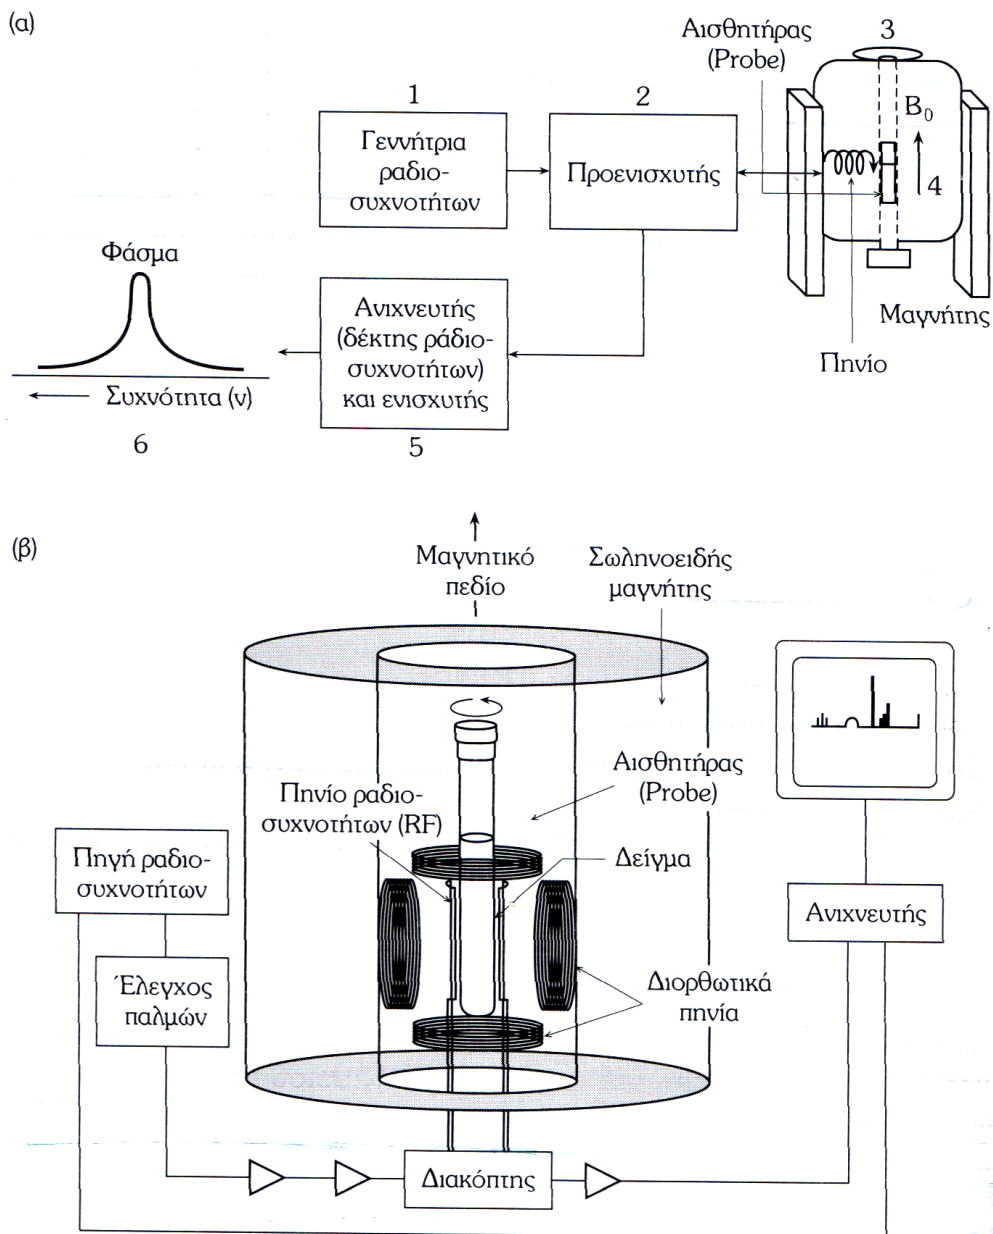 (α)
Αισθητήρας
(Probe)
3
1
2
Γεννήτρια
ραδιο-
συχνοτήτων
Προενισχυτής
B₀
4
Φάσμα
Ανιχνευτής
(δέκτης ράδιο-
συχνοτήτων)
και ενισχυτής
Μαγνήτης
Πηνίο
Συχνότητα (ν)
6
5
(β)
Μαγνητικό
πεδίο
Σωληνοειδής
μαγνήτης
Αισθητήρας
(Probe)
Πηνίο ραδιο-
συχνοτήτων (RF)
Πηγή ραδιο-
συχνοτήτων
Δείγμα
Ανιχνευτής
Έλεγχος
παλμών
Διορθωτικά
πηνία
Διακόπτης